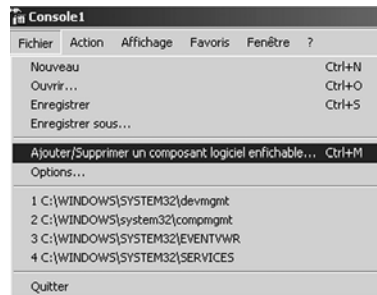 Console1
Fichier Action Affichage Favoris Fenêtre ?
Nouveau Ctrl+N
Ouvrir... Ctrl+O
Enregistrer Ctrl+S
Enregistrer sous...
Ajouter/Supprimer un composant logiciel enfichable... Ctrl+M
Options...
1 C:\WINDOWS\SYSTEM32\devmgmt
2 C:\WINDOWS\system32\compmgmt
3 C:\WINDOWS\SYSTEM32\EVENTVWR
4 C:\WINDOWS\SYSTEM32\SERVICES
Quitter